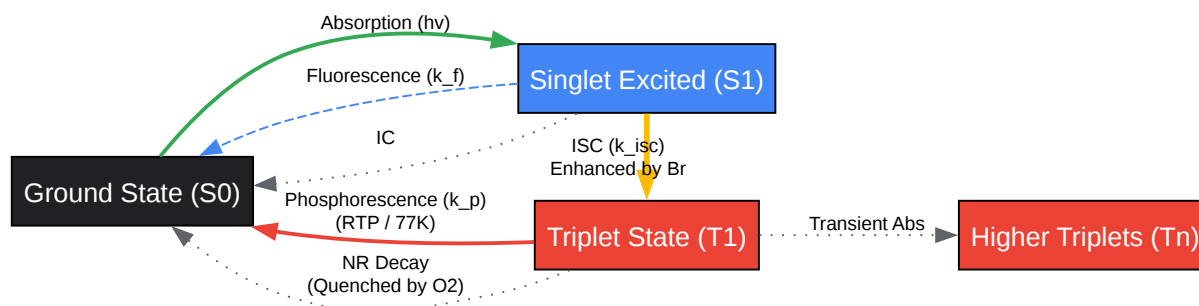 Absorption (hv)
Singlet Excited (S1)
Fluorescence (k_f)
IC
ISC (k_isc)
Enhanced by Br
Ground State (S0)
Phosphorescence (k_p)
(RTP / 77K)
Triplet State (T1)
Transient Abs
Higher Triplets (Tn)
NR Decay
(Quenched by O2)